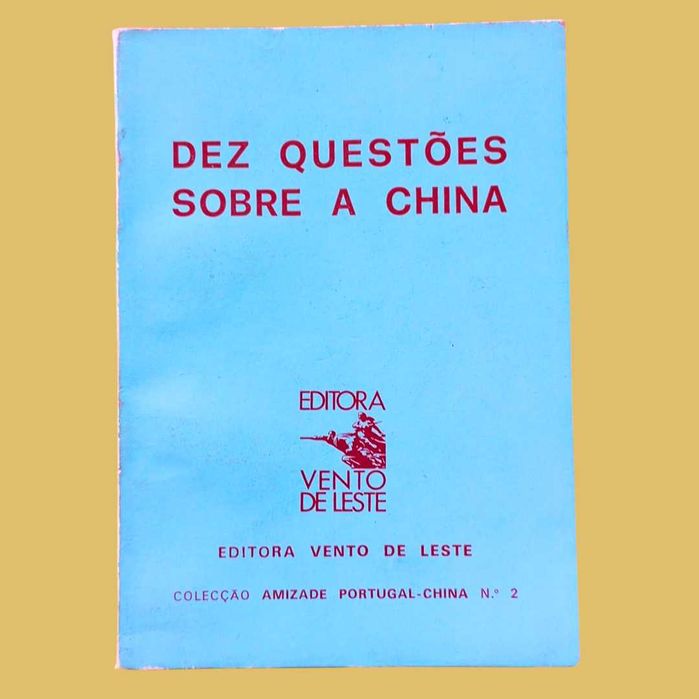 DEZ QUESTÕES
SOBRE A CHINA
EDITORA
VENTO
DE LESTE
EDITORA VENTO DE LESTE
COLECÇÃO AMIZADE PORTUGAL-CHINA N.º 2